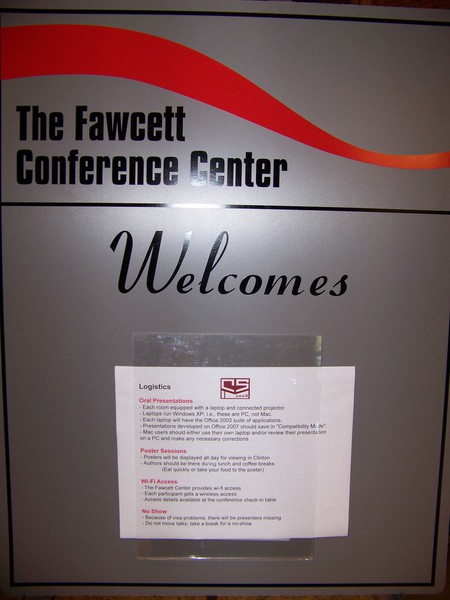 The Fawcett
Conference Center
Welcomes
Logistics
Oral Presentations
- Each room equipped with a laptop and connected projector
- Laptops run Windows XP; i.e., these are PC, not Mac.
- Each laptop will have the Office 2003 suite of applications.
- Presentations developed on Office 2007 should save in "Compatibility Mode".
- Mac users should either use their own laptop and/or review their presentation
on a PC and make any necessary corrections.
Poster Sessions
- Posters will be displayed all day for viewing in Clinton
- Authors should be there during lunch and coffee breaks
(Eat quickly or take your food to the poster)
Wi-Fi Access
- The Fawcett Center provides wi-fi access
- Each participant gets a wireless access
- Access details available at the conference check-in table
No Show
- Because of visa problems, there will be presenters missing
- Do not move talks, take a break for a no-show